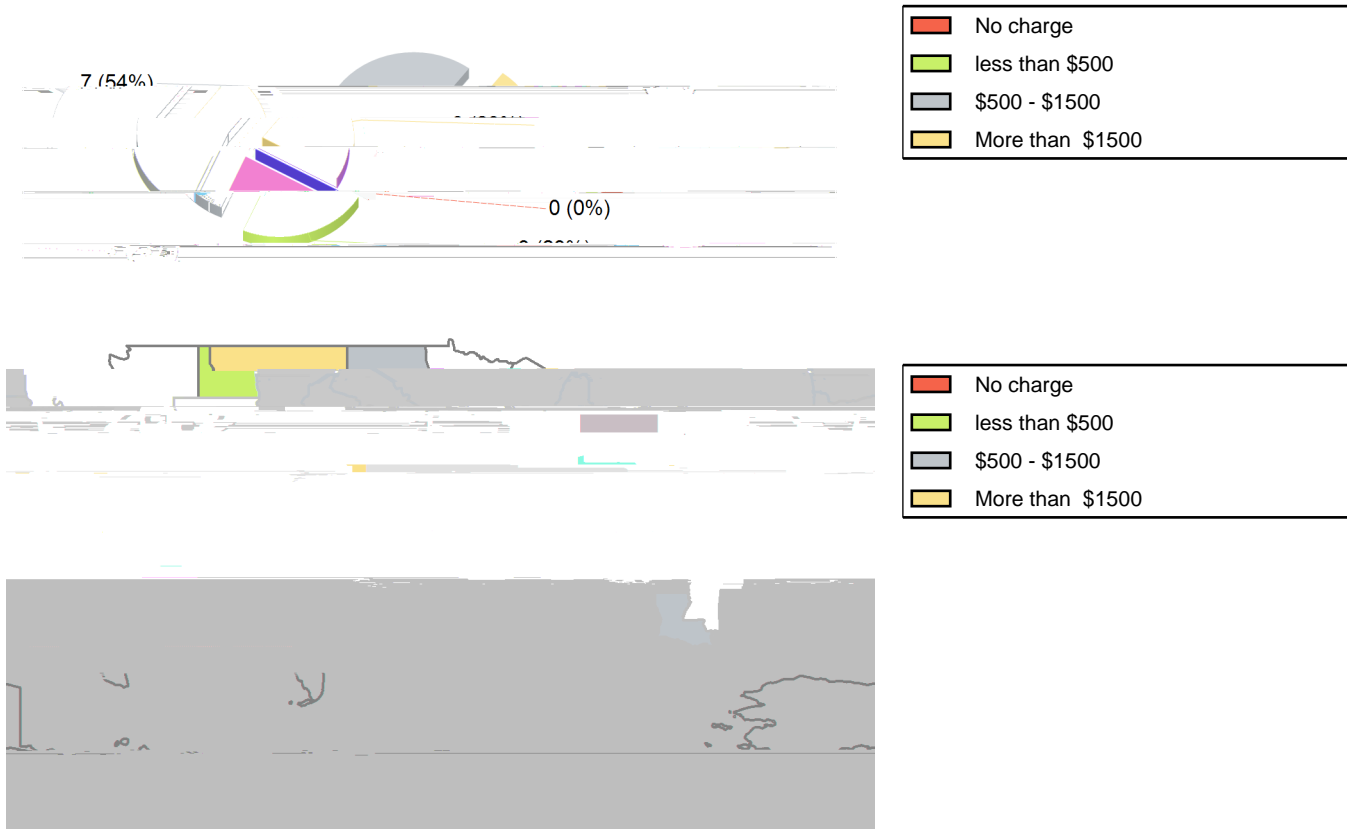 No charge
less than $500
$500 - $1500
More than $1500
7 (54%)
0 (0%)
No charge
less than $500
$500 - $1500
More than $1500